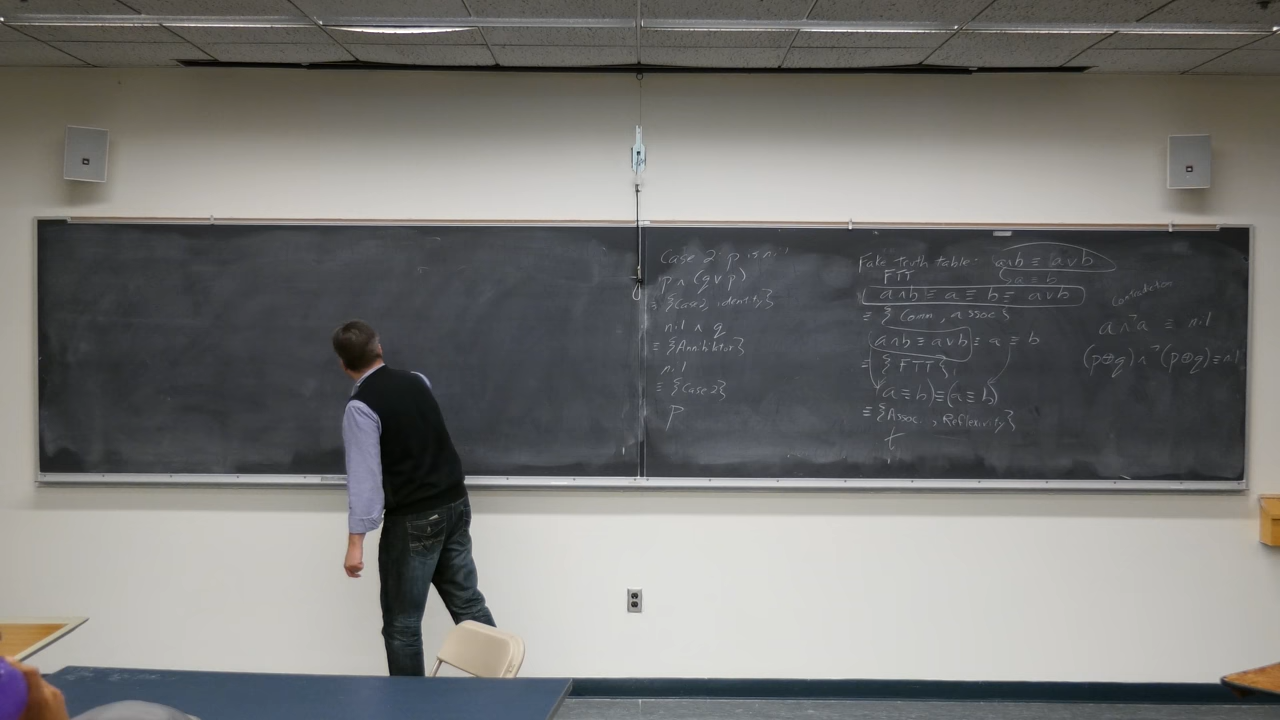 Case 2: p is nil
p ∧ (q ∨ p)
≡ {Case 2, identity}
nil ∧ q
≡ {Annihilator}
nil
≡ {Case 2}
p
Fake Truth table: a∧b ≡ a∨b
FTT ≡ a ≡ b
a∧b ≡ a ≡ b ≡ a∨b
≡ { Comm, assoc }
(a∧b ≡ a∨b) ≡ a ≡ b
≡ { FTT }
(a ≡ b) ≡ (a ≡ b)
≡ {Assoc., Reflexivity}
t
Contradiction
a ∧ ¬a ≡ nil
(p⊕q) ∧ ¬(p⊕q) ≡ nil